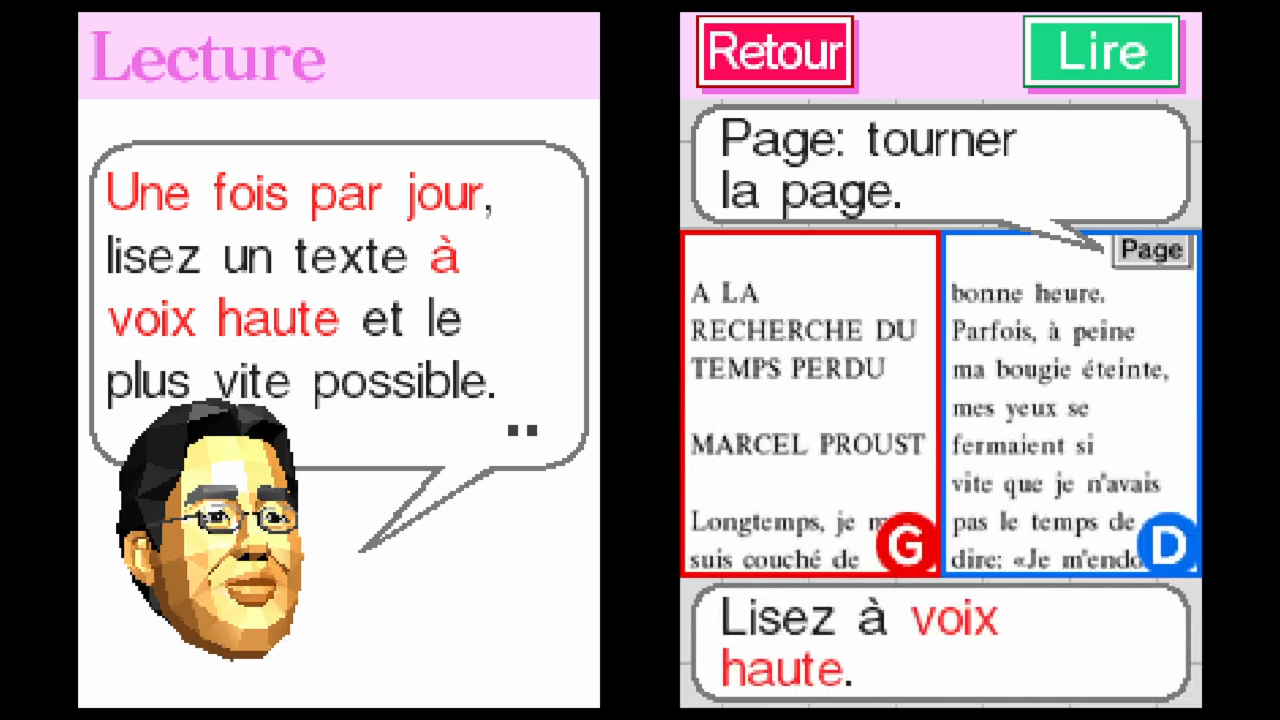 Lecture
Une fois par jour,
lisez un texte à
voix haute et le
plus vite possible.
Retour
Lire
Page: tourner
la page.
Page
A LA
RECHERCHE DU
TEMPS PERDU
MARCEL PROUST
Longtemps, je
suis couché de
G
bonne heure.
Parfois, à peine
ma bougie éteinte,
mes yeux se
fermaient si
vite que je n'avais
pas le temps de
dire: «Je
D
Lisez à voix
haute.